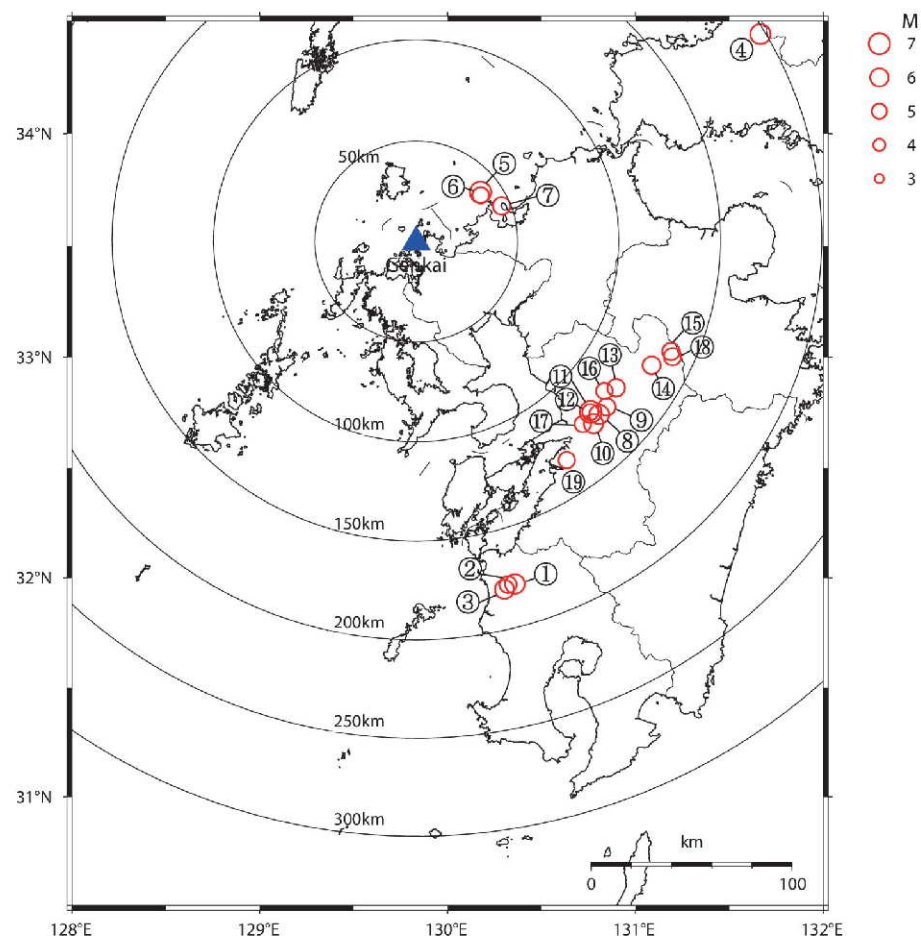 M
7
6
5
4
3
④
34°N
50km
⑤
⑥
⑦
Genkai
33°N
⑮
⑱
⑬
⑯
⑪
⑫
⑭
⑰
⑨
⑧
⑩
100km
⑲
150km
32°N
②
①
③
200km
250km
31°N
300km
km
0
100
128°E
129°E
130°E
131°E
132°E